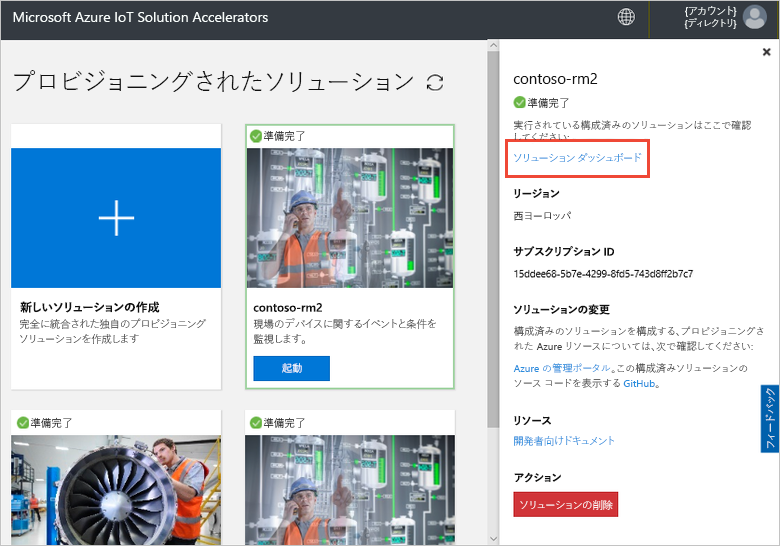 Microsoft Azure IoT Solution Accelerators
{アカウント}
{ディレクトリ}
プロビジョニングされたソリューション
新しいソリューションの作成
完全に統合された独自のプロビジョニング
ソリューションを作成します
準備完了
contoso-rm2
現場のデバイスに関するイベントと条件を
監視します。
起動
準備完了
準備完了
contoso-rm2
準備完了
実行されている構成済みのソリューションはここで確認
してください:
ソリューション ダッシュボード
リージョン
西ヨーロッパ
サブスクリプション ID
15ddee68-5b7e-4299-8fd5-743d8ff2b7c7
ソリューションの変更
構成済みのソリューションを構成する、プロビジョニングさ
れた Azure リソースについては、次で確認してください:
Azure の管理ポータル。この構成済みソリューションの
ソース コードを表示する GitHub。
リソース
開発者向けドキュメント
アクション
ソリューションの削除
フィードバック